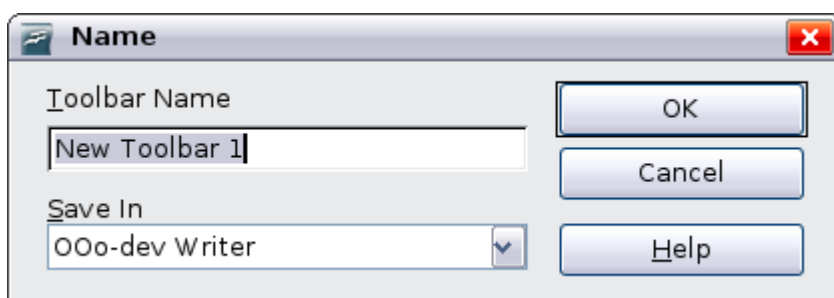 Name
Toolbar Name
OK
New Toolbar 1
Cancel
Save In
OOo-dev Writer
Help